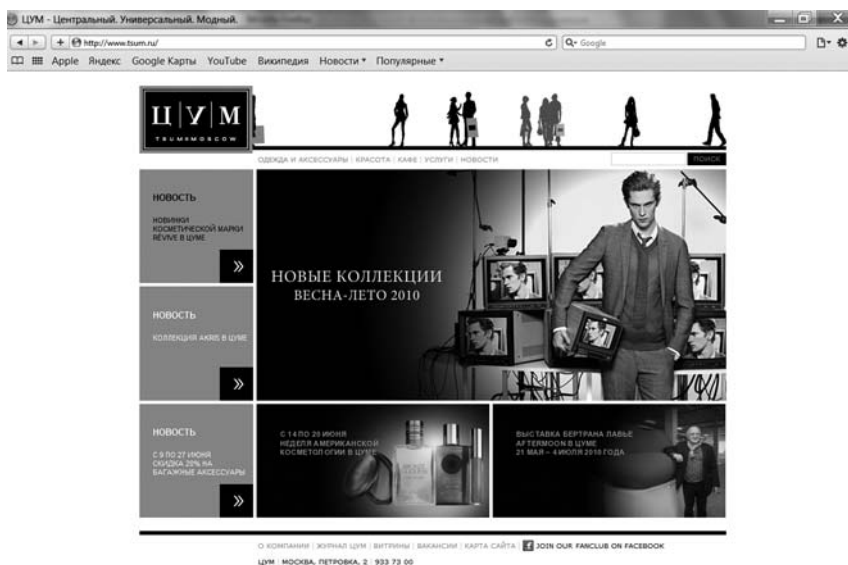 ЦУМ - Центральный. Универсальный. Модный.
http://www.tsum.ru/
Google
Apple Яндекс Google Карты YouTube Википедия Новости Популярные
Ц|У|М
TSUM MOSCOW
ОДЕЖДА И АКСЕССУАРЫ | КРАСОТА | КАФЕ | УСЛУГИ | НОВОСТИ
ПОИСК
НОВОСТЬ
НОВИНКИ
КОСМЕТИЧЕСКОЙ МАРКИ
RÉVIVE В ЦУМЕ
НОВЫЕ КОЛЛЕКЦИИ
ВЕСНА-ЛЕТО 2010
НОВОСТЬ
КОЛЛЕКЦИЯ AKRIS В ЦУМЕ
НОВОСТЬ
С 9 ПО 27 ИЮНЯ
СКИДКА 20% НА
БАГАЖНЫЕ АКСЕССУАРЫ
С 14 ПО 20 ИЮНЯ
НЕДЕЛЯ АМЕРИКАНСКОЙ
КОСМЕТОЛОГИИ В ЦУМЕ
ВЫСТАВКА БЕРТРАНА ЛАВЬЕ
AFTERMOON В ЦУМЕ
21 МАЯ – 4 ИЮЛЯ 2010 ГОДА
О КОМПАНИИ | ЖУРНАЛ ЦУМ | ВИТРИНЫ | ВАКАНСИИ | КАРТА САЙТА | f JOIN OUR FANCLUB ON FACEBOOK
ЦУМ | МОСКВА, ПЕТРОВКА, 2 | 933 73 00